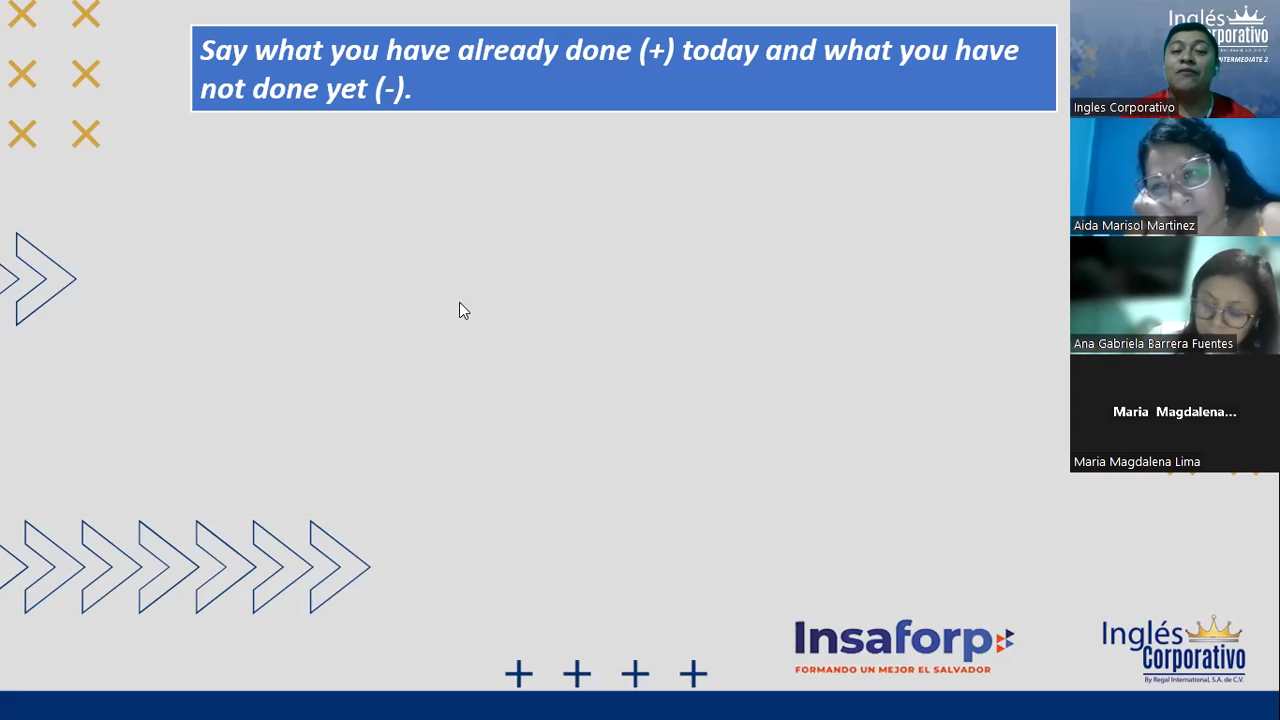 Say what you have already done (+) today and what you have
not done yet (-).
Inglés
Corporativo
INTERMEDIATE 2
Ingles Corporativo
Aida Marisol Martinez
Ana Gabriela Barrera Fuentes
Maria Magdalena...
Maria Magdalena Lima
Insaforp
FORMANDO UN MEJOR EL SALVADOR
Inglés
Corporativo
By Regal International, S.A. de C.V.